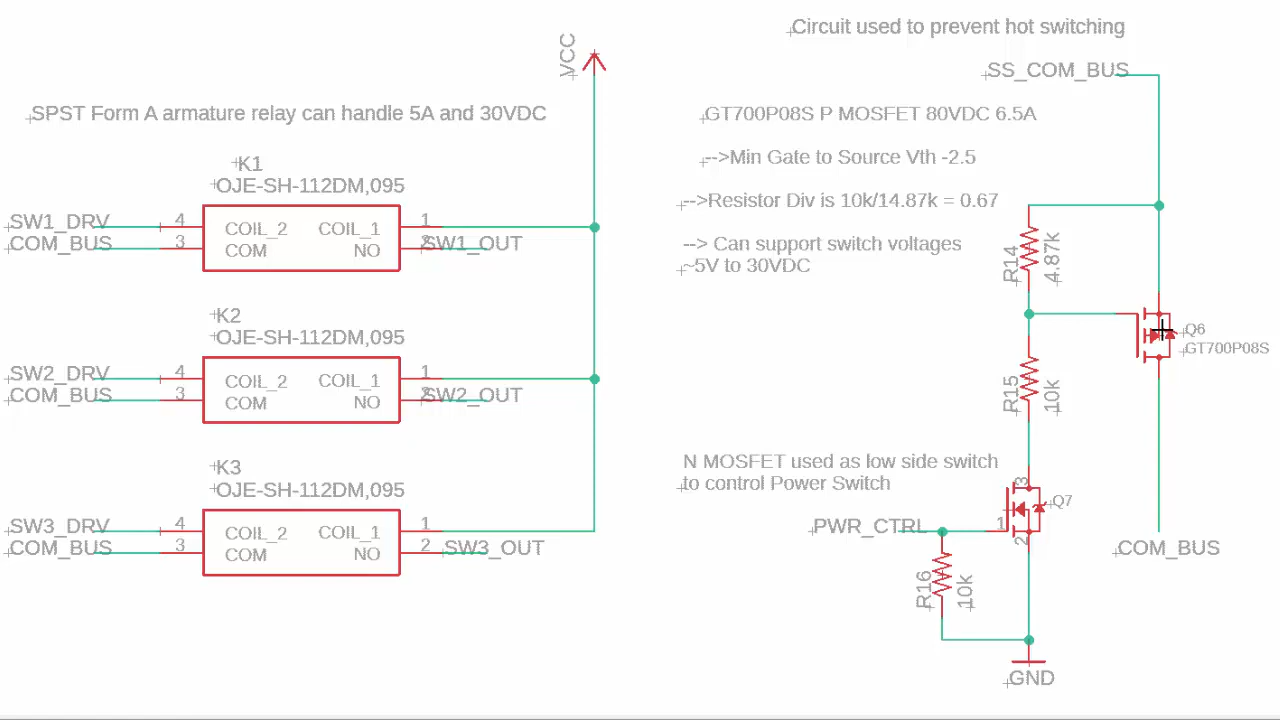 Circuit used to prevent hot switching
VCC
SS_COM_BUS
SPST Form A armature relay can handle 5A and 30VDC
GT700P08S P MOSFET 80VDC 6.5A
-->Min Gate to Source Vth -2.5
-->Resistor Div is 10k/14.87k = 0.67
--> Can support switch voltages
~5V to 30VDC
K1
OJE-SH-112DM,095
SW1_DRV 4 COIL_2 COIL_1 1
COM_BUS 3 COM NO 2 SW1_OUT
K2
OJE-SH-112DM,095
SW2_DRV 4 COIL_2 COIL_1 1
COM_BUS 3 COM NO 2 SW2_OUT
K3
OJE-SH-112DM,095
SW3_DRV 4 COIL_2 COIL_1 1
COM_BUS 3 COM NO 2 SW3_OUT
R14 4.87k
Q6
GT700P08S
R15 10k
N MOSFET used as low side switch
to control Power Switch
3
Q7
PWR_CTRL 1
2
COM_BUS
R16 10k
GND